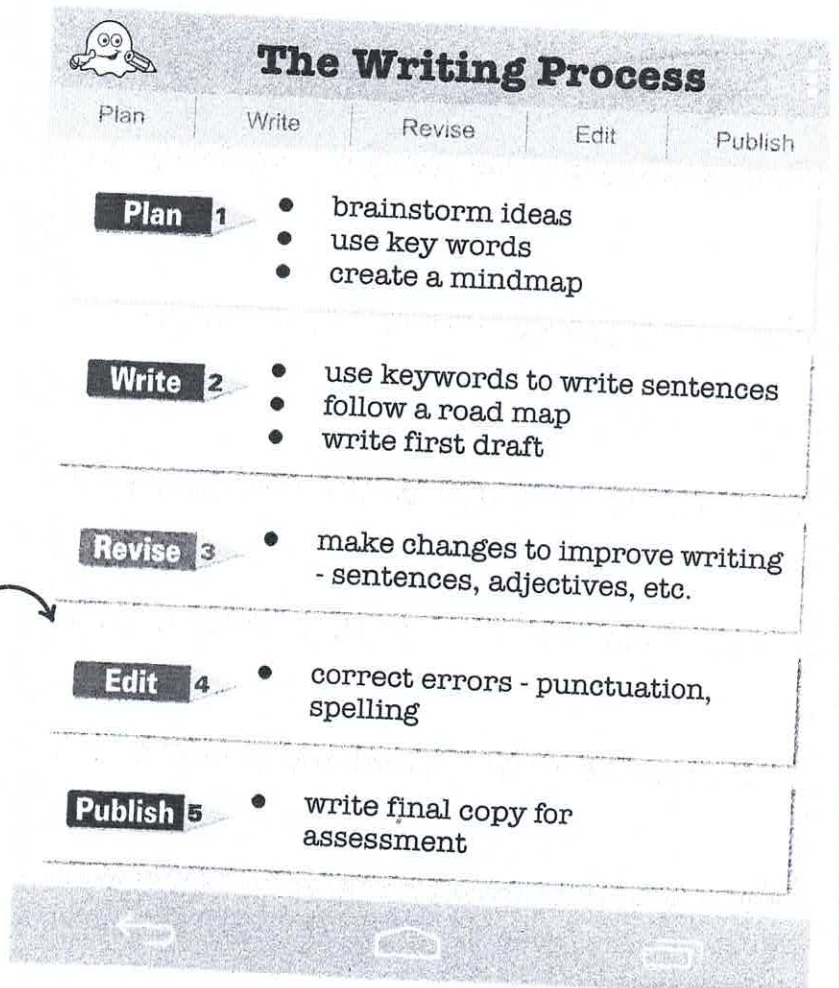 The Writing Process
Plan Write Revise Edit Publish
Plan 1
• brainstorm ideas
• use key words
• create a mindmap
Write 2
• use keywords to write sentences
• follow a road map
• write first draft
Revise 3
• make changes to improve writing
- sentences, adjectives, etc.
Edit 4
• correct errors - punctuation,
spelling
Publish 5
• write final copy for
assessment